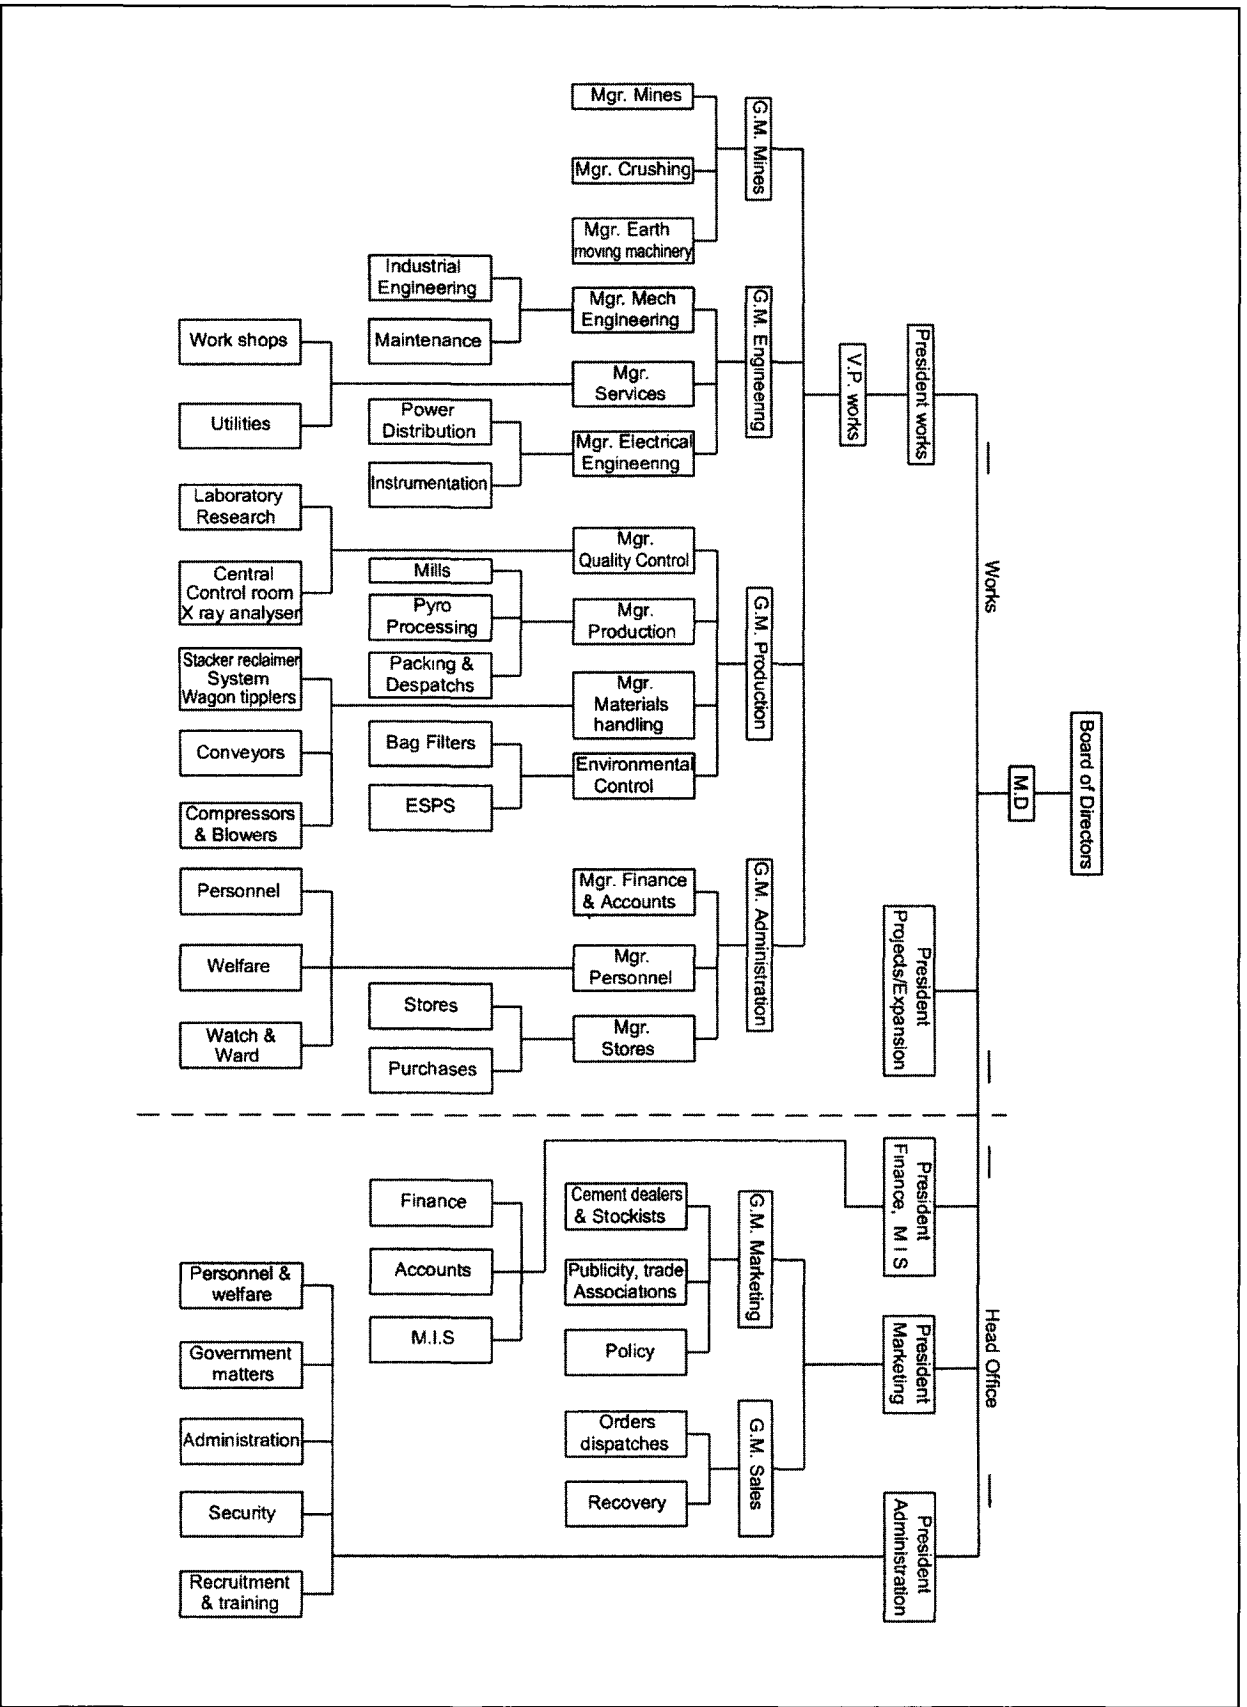 Board of Directors
M.D
Works
Head Office
President works
President
Projects/Expansion
President
Finance, M I S
President
Marketing
President
Administration
V.P. works
G.M. Mines
G.M. Engineering
G.M. Production
G.M. Administration
G.M. Marketing
G.M. Sales
Mgr. Mines
Mgr. Crushing
Mgr. Earth
moving machinery
Mgr. Mech
Engineering
Mgr.
Services
Mgr. Electrical
Engineering
Mgr.
Quality Control
Mgr.
Production
Mgr.
Materials
handling
Environmental
Control
Mgr. Finance
& Accounts
Mgr.
Personnel
Mgr.
Stores
Cement dealers
& Stockists
Publicity, trade
Associations
Policy
Orders
dispatches
Recovery
Industrial
Engineering
Maintenance
Power
Distribution
Instrumentation
Mills
Pyro
Processing
Packing &
Despatchs
Bag Filters
ESPS
Stores
Purchases
Finance
Accounts
M.I.S
Work shops
Utilities
Laboratory
Research
Central
Control room
X ray analyser
Stacker reclaimer
System
Wagon tipplers
Conveyors
Compressors
& Blowers
Personnel
Welfare
Watch &
Ward
Personnel &
welfare
Government
matters
Administration
Security
Recruitment
& training